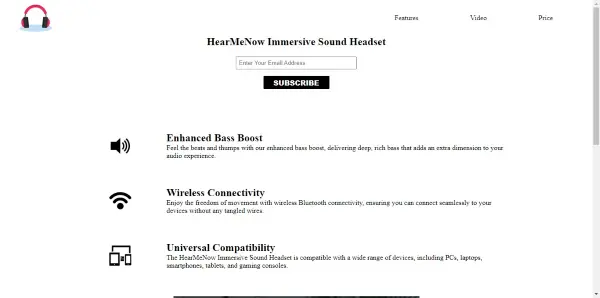 Features Video Price
HearMeNow Immersive Sound Headset
Enter Your Email Address
SUBSCRIBE
Enhanced Bass Boost
Feel the beats and thumps with our enhanced bass boost, delivering deep, rich bass that adds an extra dimension to your
audio experience.
Wireless Connectivity
Enjoy the freedom of movement with wireless Bluetooth connectivity, ensuring you can connect seamlessly to your
devices without any tangled wires.
Universal Compatibility
The HearMeNow Immersive Sound Headset is compatible with a wide range of devices, including PCs, laptops,
smartphones, tablets, and gaming consoles.